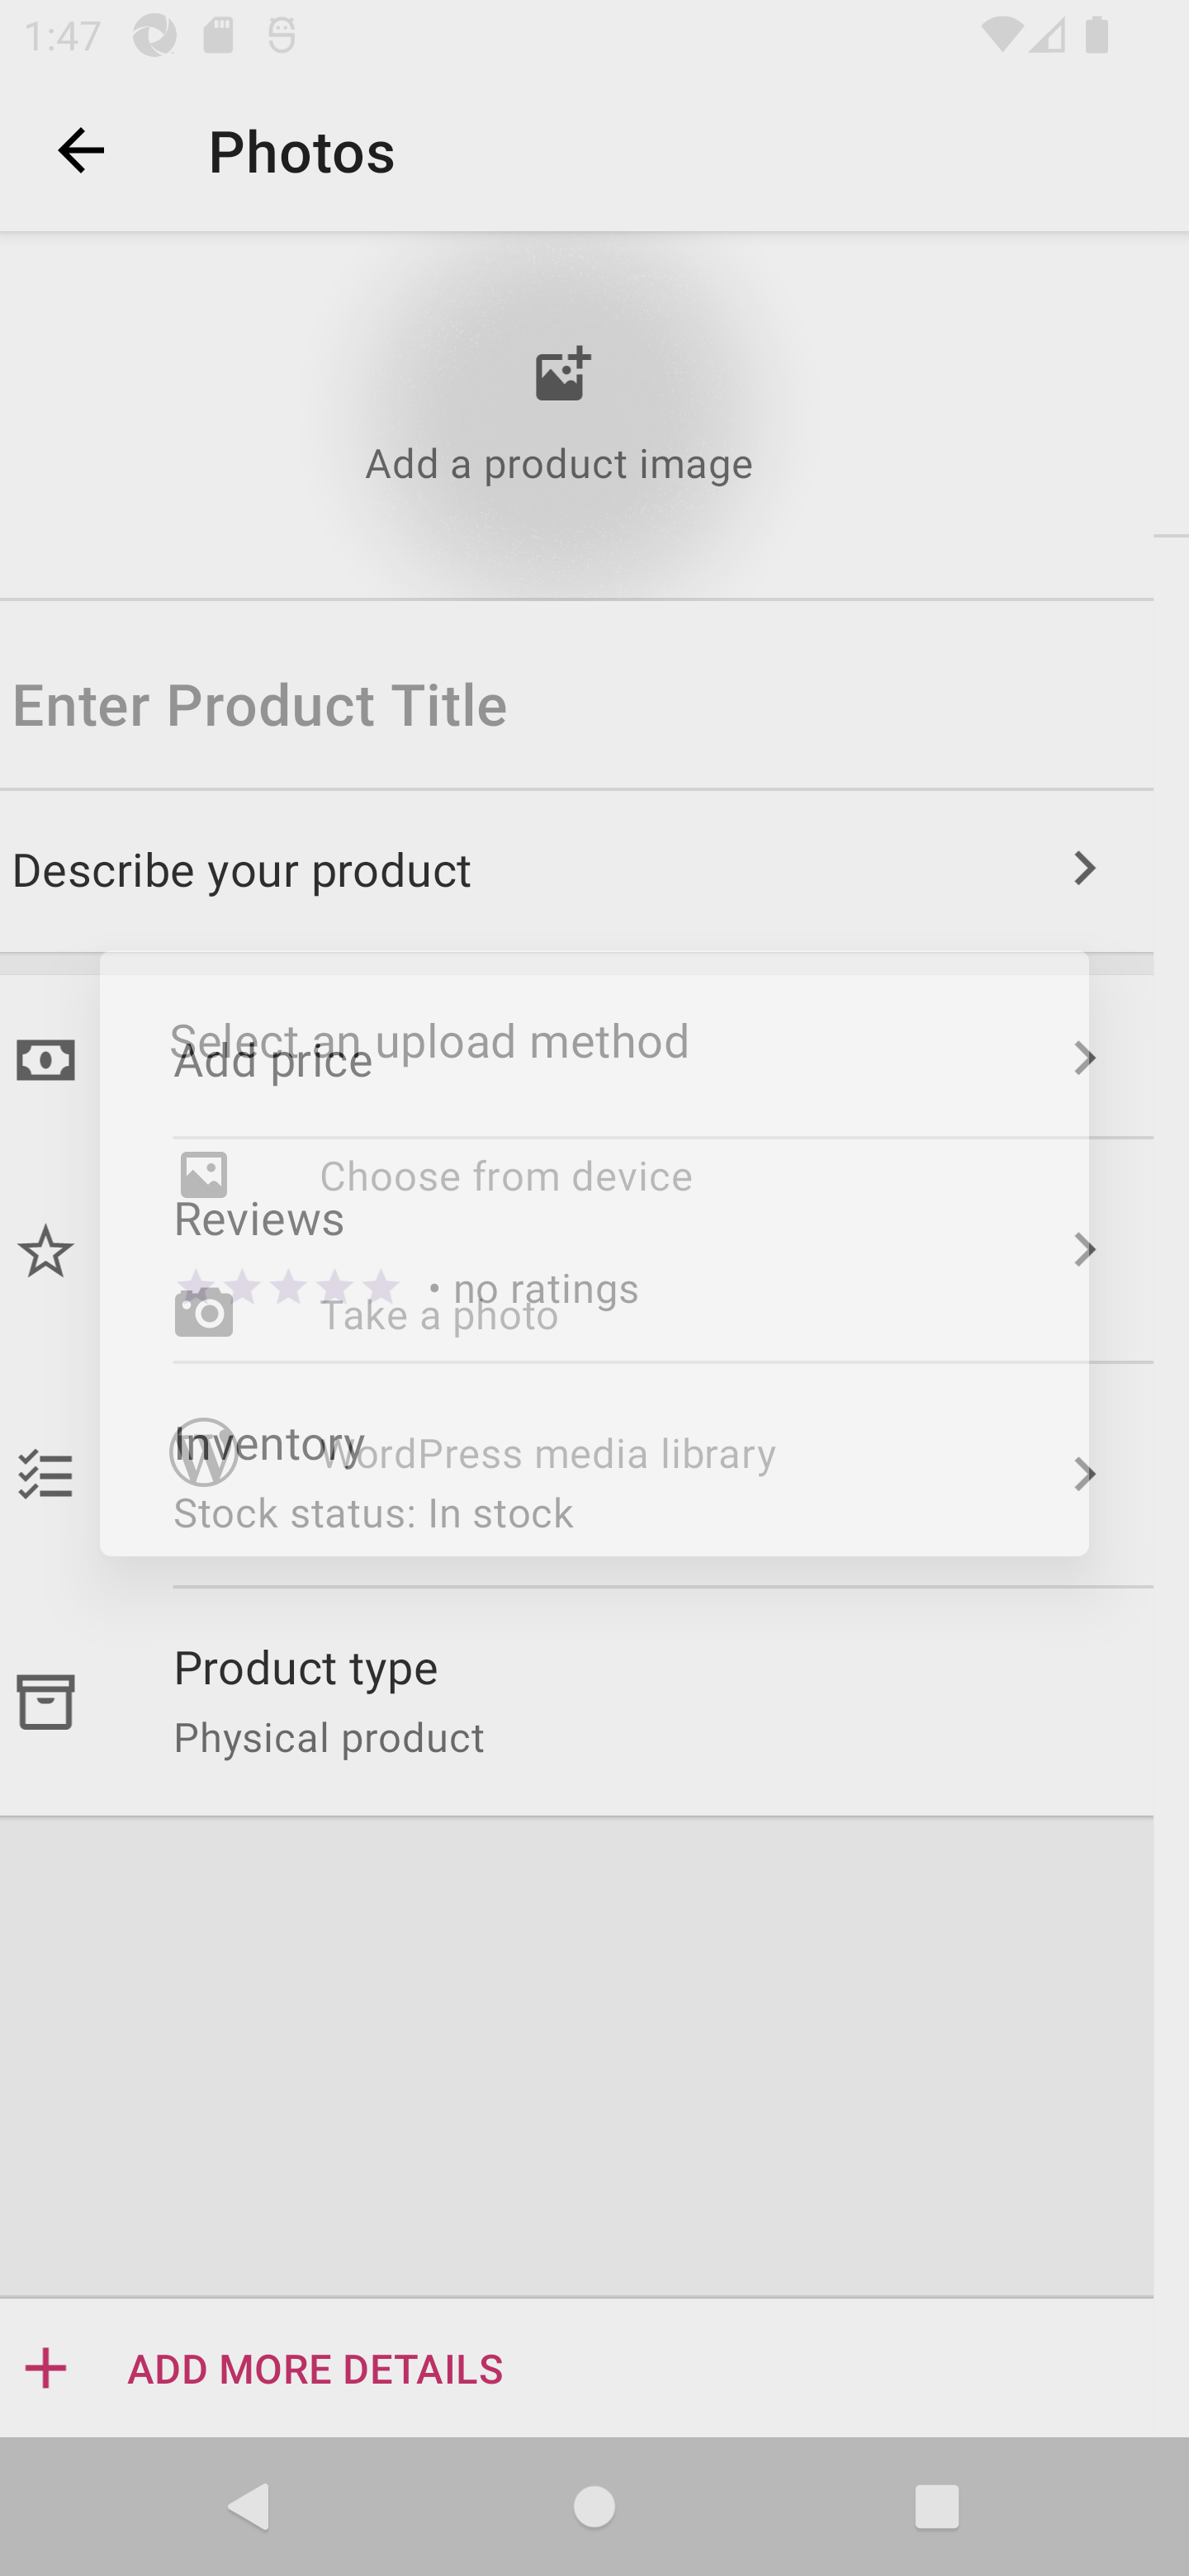 1:47
Photos
Add a product image
Enter Product Title
Describe your product
Select an upload method
Add price
Choose from device
Reviews
• no ratings
Take a photo
Inventory
WordPress media library
Stock status: In stock
Product type
Physical product
ADD MORE DETAILS